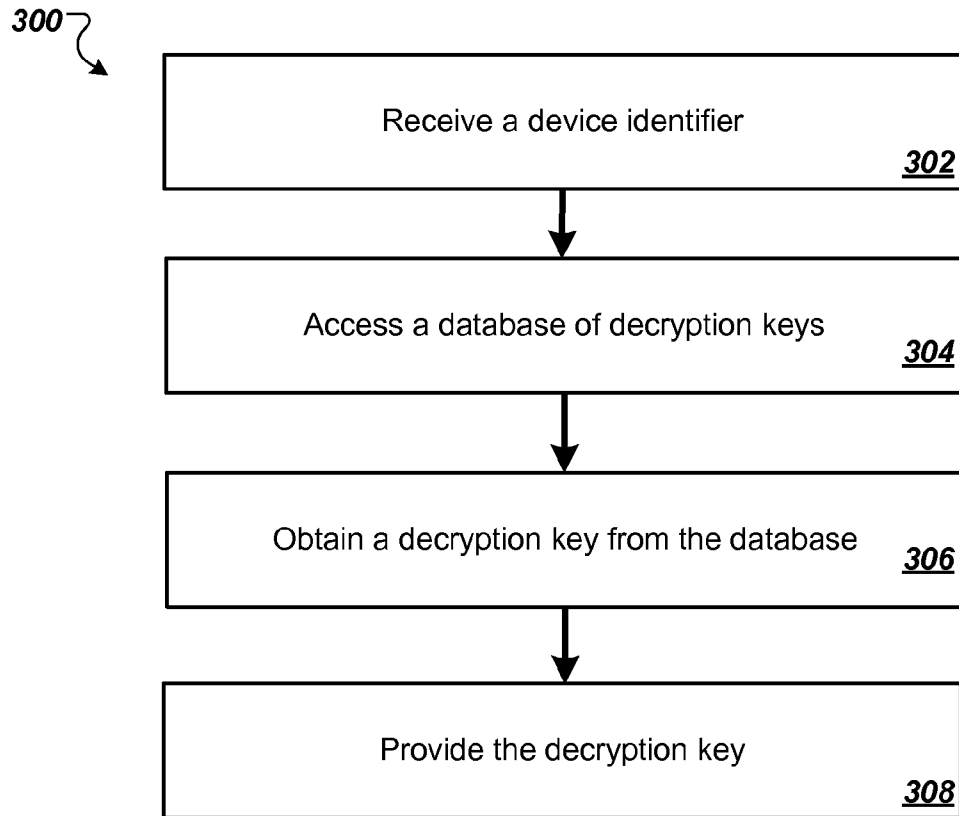 300
Receive a device identifier
302
Access a database of decryption keys
304
Obtain a decryption key from the database
306
Provide the decryption key
308